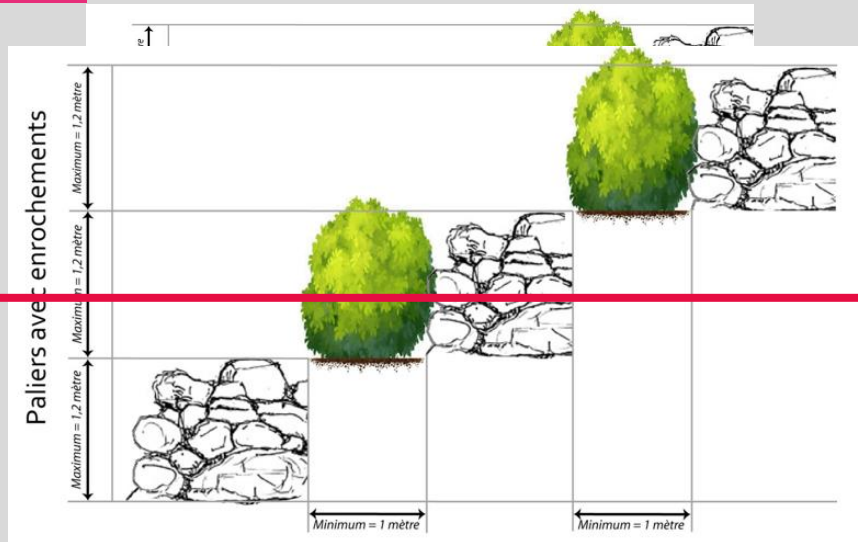 re
Paliers avec enrochements
Maximum = 1,2 mètre
Maximum = 1,2 mètre
Maximum = 1,2 mètre
Minimum = 1 mètre
Minimum = 1 mètre